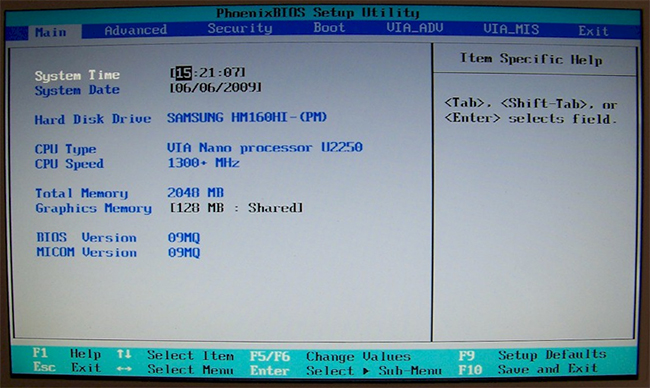 PhoenixBIOS Setup Utility
Main Advanced Security Boot VIA_ADV VIA_MIS Exit
Item Specific Help
System Time [15:21:07]
System Date [06/06/2009]
<Tab>, <Shift-Tab>, or
<Enter> selects field.
Hard Disk Drive SAMSUNG HM160HI-(PM)
CPU Type VIA Nano processor U2250
CPU Speed 1300+ MHz
Total Memory 2048 MB
Graphics Memory [128 MB : Shared]
BIOS Version 09MQ
MICOM Version 09MQ
F1 Help ↑↓ Select Item F5/F6 Change Values F9 Setup Defaults
Esc Exit ↔ Select Menu Enter Select ▶ Sub-Menu F10 Save and Exit